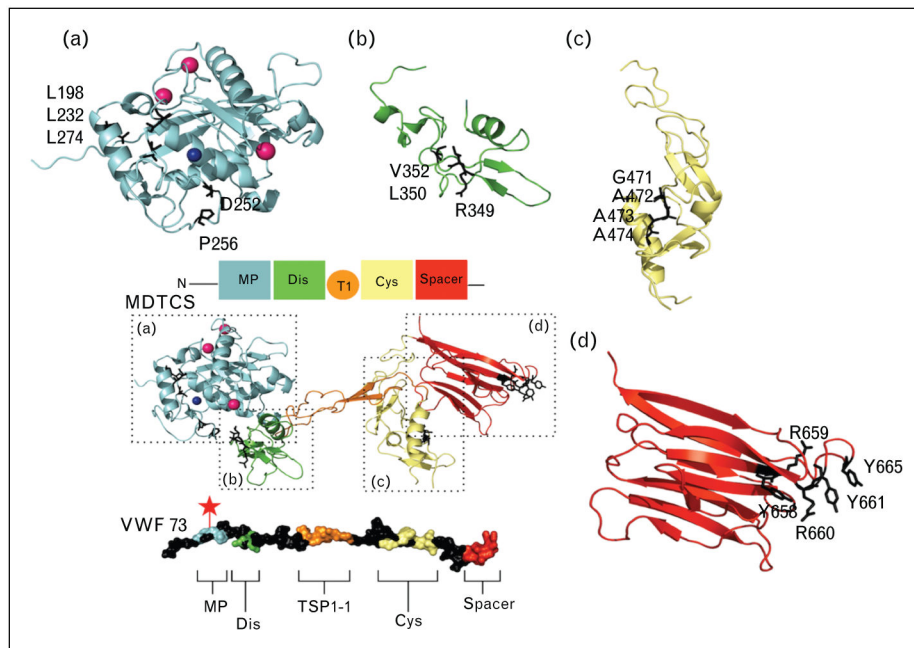 (a)
L198
L232
L274
D252
P256
(b)
V352
L350
R349
(c)
G471
A472
A473
A474
N
MP
Dis
T1
Cys
Spacer
MDTCS
(a)
(b)
(c)
(d)
(d)
R659
Y665
Y658
Y661
R660
VWF 73
MP
Dis
TSP1-1
Cys
Spacer